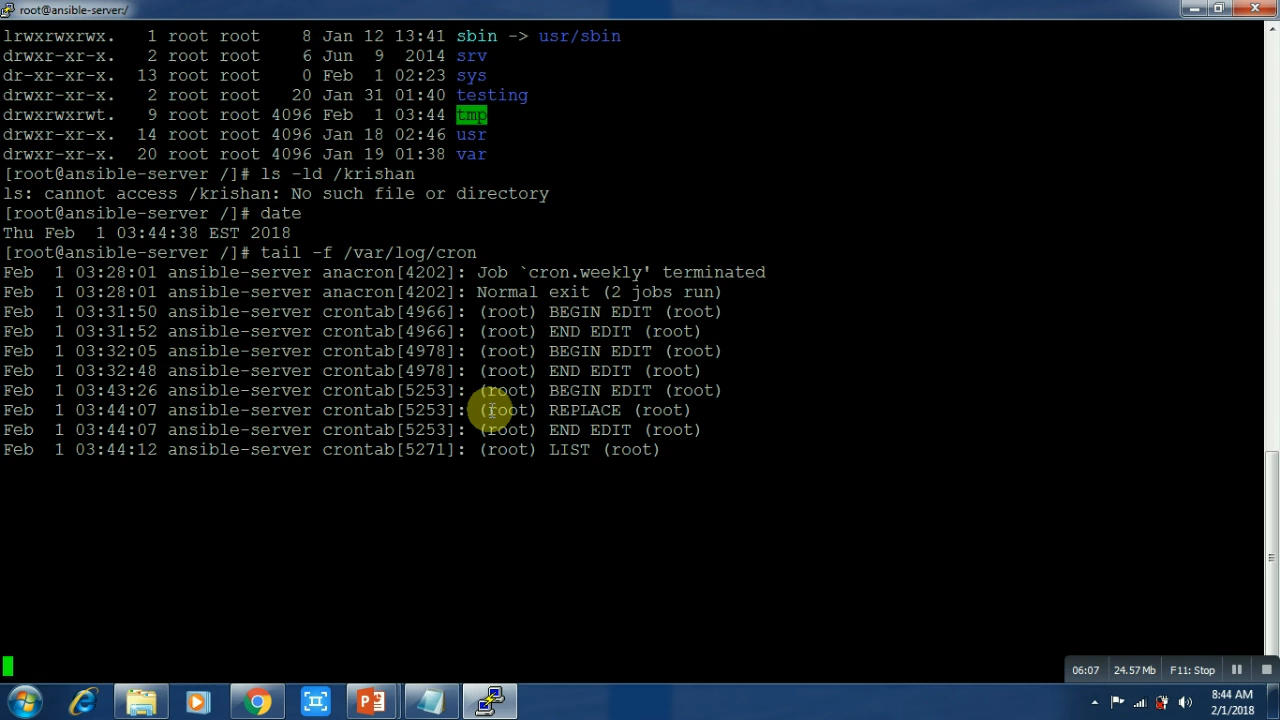 root@ansible-server:/
lrwxrwxrwx.   1 root root    8 Jan 12 13:41 sbin -> usr/sbin
drwxr-xr-x.   2 root root    6 Jun  9  2014 srv
dr-xr-xr-x.  13 root root    0 Feb  1 02:23 sys
drwxr-xr-x.   2 root root   20 Jan 31 01:40 testing
drwxrwxrwt.   9 root root 4096 Feb  1 03:44 tmp
drwxr-xr-x.  14 root root 4096 Jan 18 02:46 usr
drwxr-xr-x.  20 root root 4096 Jan 19 01:38 var
[root@ansible-server /]# ls -ld /krishan
ls: cannot access /krishan: No such file or directory
[root@ansible-server /]# date
Thu Feb  1 03:44:38 EST 2018
[root@ansible-server /]# tail -f /var/log/cron
Feb  1 03:28:01 ansible-server anacron[4202]: Job `cron.weekly' terminated
Feb  1 03:28:01 ansible-server anacron[4202]: Normal exit (2 jobs run)
Feb  1 03:31:50 ansible-server crontab[4966]: (root) BEGIN EDIT (root)
Feb  1 03:31:52 ansible-server crontab[4966]: (root) END EDIT (root)
Feb  1 03:32:05 ansible-server crontab[4978]: (root) BEGIN EDIT (root)
Feb  1 03:32:48 ansible-server crontab[4978]: (root) END EDIT (root)
Feb  1 03:43:26 ansible-server crontab[5253]: (root) BEGIN EDIT (root)
Feb  1 03:44:07 ansible-server crontab[5253]: (root) REPLACE (root)
Feb  1 03:44:07 ansible-server crontab[5253]: (root) END EDIT (root)
Feb  1 03:44:12 ansible-server crontab[5271]: (root) LIST (root)
06:07 24.57Mb F11: Stop
8:44 AM
2/1/2018